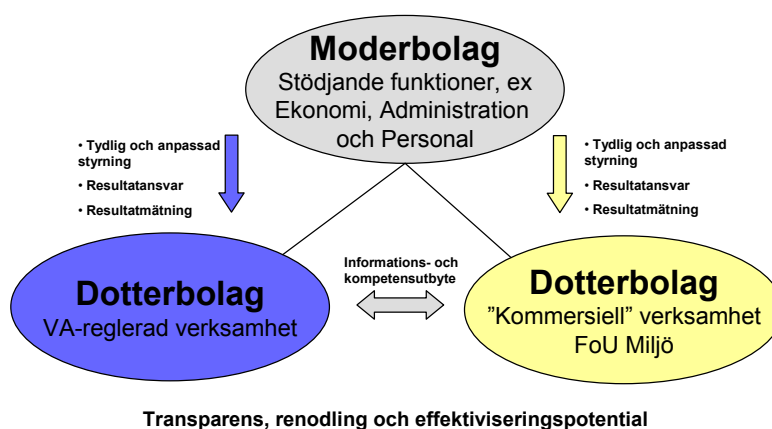 Moderbolag
Stödjande funktioner, ex
Ekonomi, Administration
och Personal
• Tydlig och anpassad
styrning
• Resultatansvar
• Resultatmätning
• Tydlig och anpassad
styrning
• Resultatansvar
• Resultatmätning
Dotterbolag
VA-reglerad verksamhet
Informations- och
kompetensutbyte
Dotterbolag
”Kommersiell” verksamhet
FoU Miljö
Transparens, renodling och effektiviseringspotential